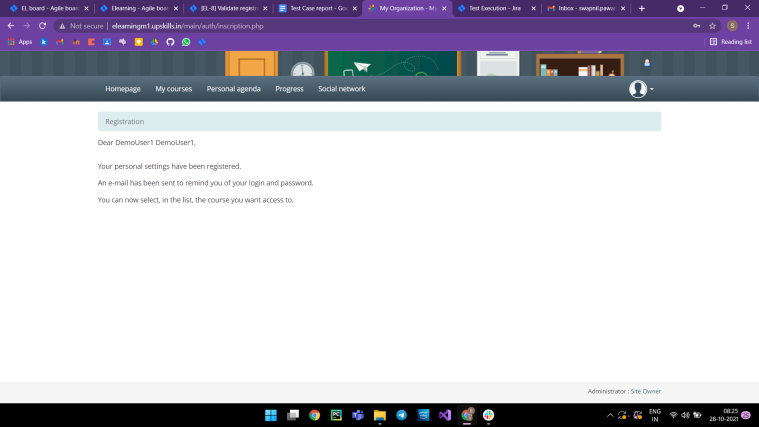 EL board - Agile boar
Elearning - Agile boar
[EL-8] Validate registra
Test Case report - Goo
My Organization - My
Test Execution - Jira
Inbox - swapnil.pawar
Not secure | elearningm1.upskills.in/main/auth/inscription.php
S
Apps
Reading list
Homepage My courses Personal agenda Progress Social network
Registration
Dear DemoUser1 DemoUser1,
Your personal settings have been registered.
An e-mail has been sent to remind you of your login and password.
You can now select, in the list, the course you want access to.
Administrator : Site Owner
ENG
IN
08:25
28-10-2021